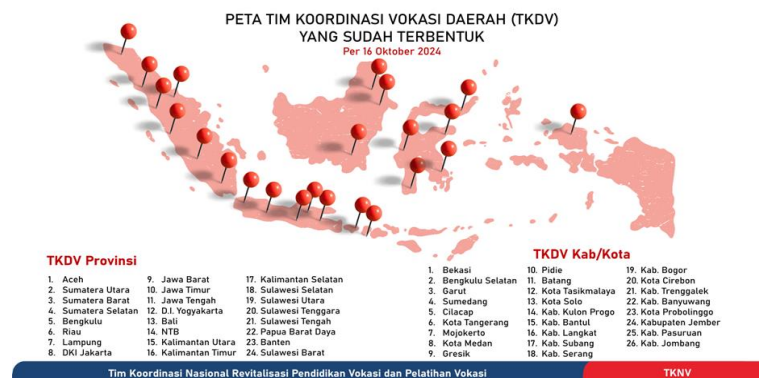 PETA TIM KOORDINASI VOKASI DAERAH (TKDV)
YANG SUDAH TERBENTUK
Per 16 Oktober 2024
TKDV Provinsi
1. Aceh
2. Sumatera Utara
3. Sumatera Barat
4. Sumatera Selatan
5. Bengkulu
6. Riau
7. Lampung
8. DKI Jakarta
9. Jawa Barat
10. Jawa Timur
11. Jawa Tengah
12. D.I. Yogyakarta
13. Bali
14. NTB
15. Kalimantan Utara
16. Kalimantan Timur
17. Kalimantan Selatan
18. Sulawesi Selatan
19. Sulawesi Utara
20. Sulawesi Tenggara
21. Sulawesi Tengah
22. Papua Barat Daya
23. Banten
24. Sulawesi Barat
TKDV Kab/Kota
1. Bekasi
2. Bengkulu Selatan
3. Garut
4. Sumedang
5. Cilacap
6. Kota Tangerang
7. Mojokerto
8. Kota Medan
9. Gresik
10. Pidie
11. Batang
12. Kota Tasikmalaya
13. Kota Solo
14. Kab. Kulon Progo
15. Kab. Bantul
16. Kab. Langkat
17. Kab. Subang
18. Kab. Serang
19. Kab. Bogor
20. Kota Cirebon
21. Kab. Trenggalek
22. Kab. Banyuwangi
23. Kota Probolinggo
24. Kabupaten Jember
25. Kab. Pasuruan
26. Kab. Jombang
Tim Koordinasi Nasional Revitalisasi Pendidikan Vokasi dan Pelatihan Vokasi
TKNV